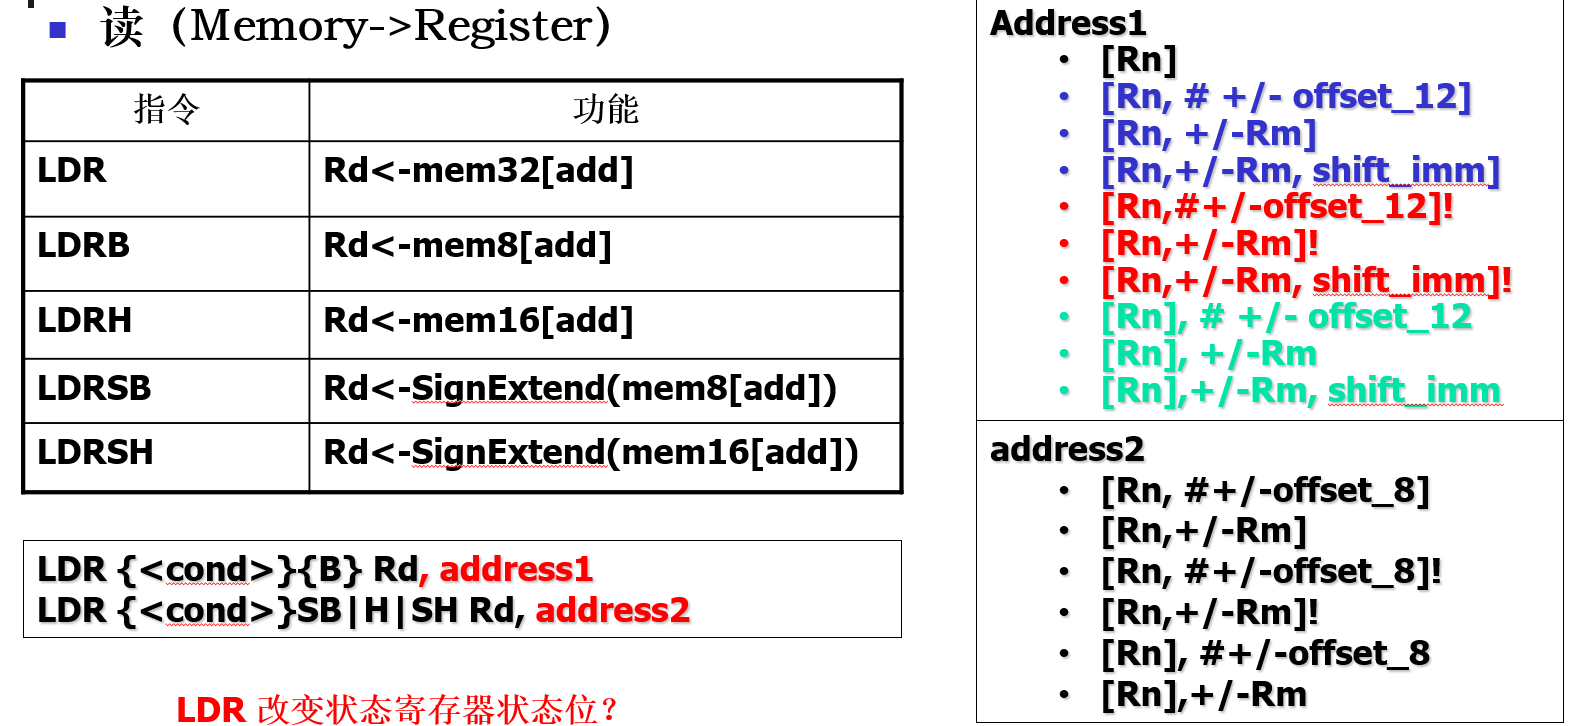 读（Memory->Register）
指令 功能
LDR Rd<-mem32[add]
LDRB Rd<-mem8[add]
LDRH Rd<-mem16[add]
LDRSB Rd<-SignExtend(mem8[add])
LDRSH Rd<-SignExtend(mem16[add])
LDR {<cond>}{B} Rd, address1
LDR {<cond>}SB|H|SH Rd, address2
LDR 改变状态寄存器状态位？
Address1
• [Rn]
• [Rn, # +/- offset_12]
• [Rn, +/-Rm]
• [Rn,+/-Rm, shift_imm]
• [Rn,#+/-offset_12]!
• [Rn,+/-Rm]!
• [Rn,+/-Rm, shift_imm]!
• [Rn], # +/- offset_12
• [Rn], +/-Rm
• [Rn],+/-Rm, shift_imm
address2
• [Rn, #+/-offset_8]
• [Rn,+/-Rm]
• [Rn, #+/-offset_8]!
• [Rn,+/-Rm]!
• [Rn], #+/-offset_8
• [Rn],+/-Rm